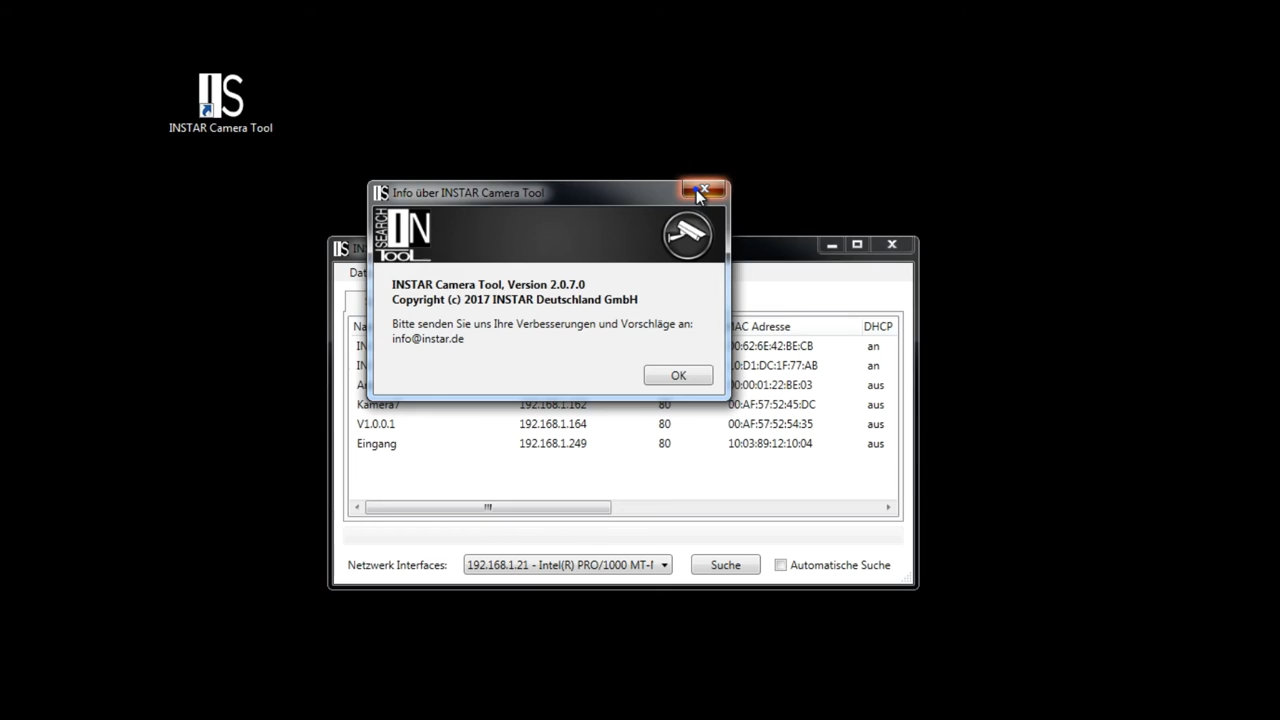 IS
INSTAR Camera Tool
Info über INSTAR Camera Tool
SEARCH IN TOOL
INSTAR Camera Tool, Version 2.0.7.0
Copyright (c) 2017 INSTAR Deutschland GmbH
Bitte senden Sie uns Ihre Verbesserungen und Vorschläge an:
info@instar.de
OK
MAC Adresse DHCP
00:62:6E:42:BE:CB an
:D1:DC:1F:77:AB an
00:00:01:22:BE:03 aus
Kamera7 192.168.1.162 80 00:AF:57:52:45:DC aus
V1.0.0.1 192.168.1.164 80 00:AF:57:52:54:35 aus
Eingang 192.168.1.249 80 10:03:89:12:10:04 aus
Netzwerk Interfaces: 192.168.1.21 - Intel(R) PRO/1000 MT-I Suche Automatische Suche